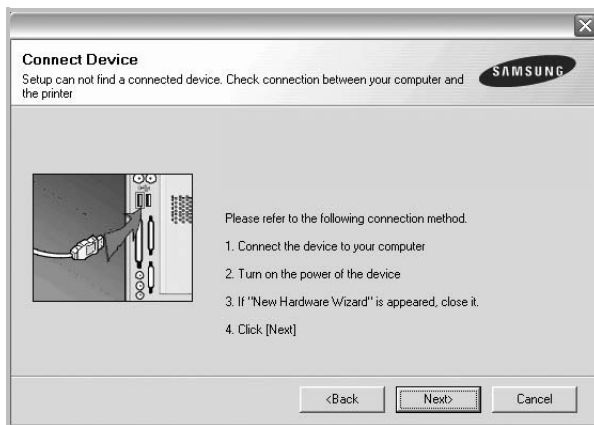 Connect Device
Setup can not find a connected device. Check connection between your computer and
the printer
SAMSUNG
Please refer to the following connection method.
1. Connect the device to your computer
2. Turn on the power of the device
3. If "New Hardware Wizard" is appeared, close it.
4. Click [Next]
<Back
Next>
Cancel